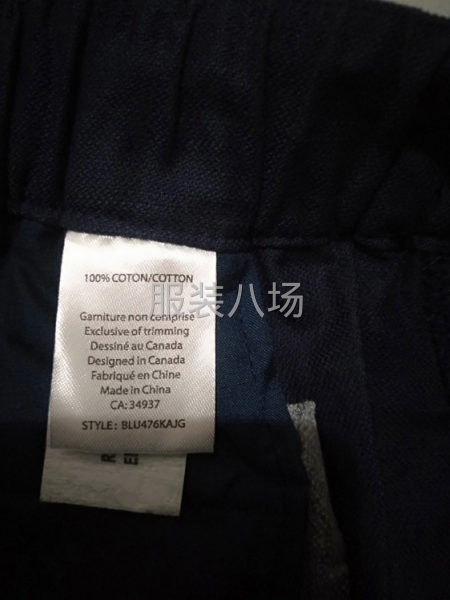 100% COTON/COTTON
服装八场
Garniture non comprise
Exclusive of trimming
Dessiné au Canada
Designed in Canada
Fabriqué en Chine
Made in China
CA: 34937
STYLE: BLU476KAJG